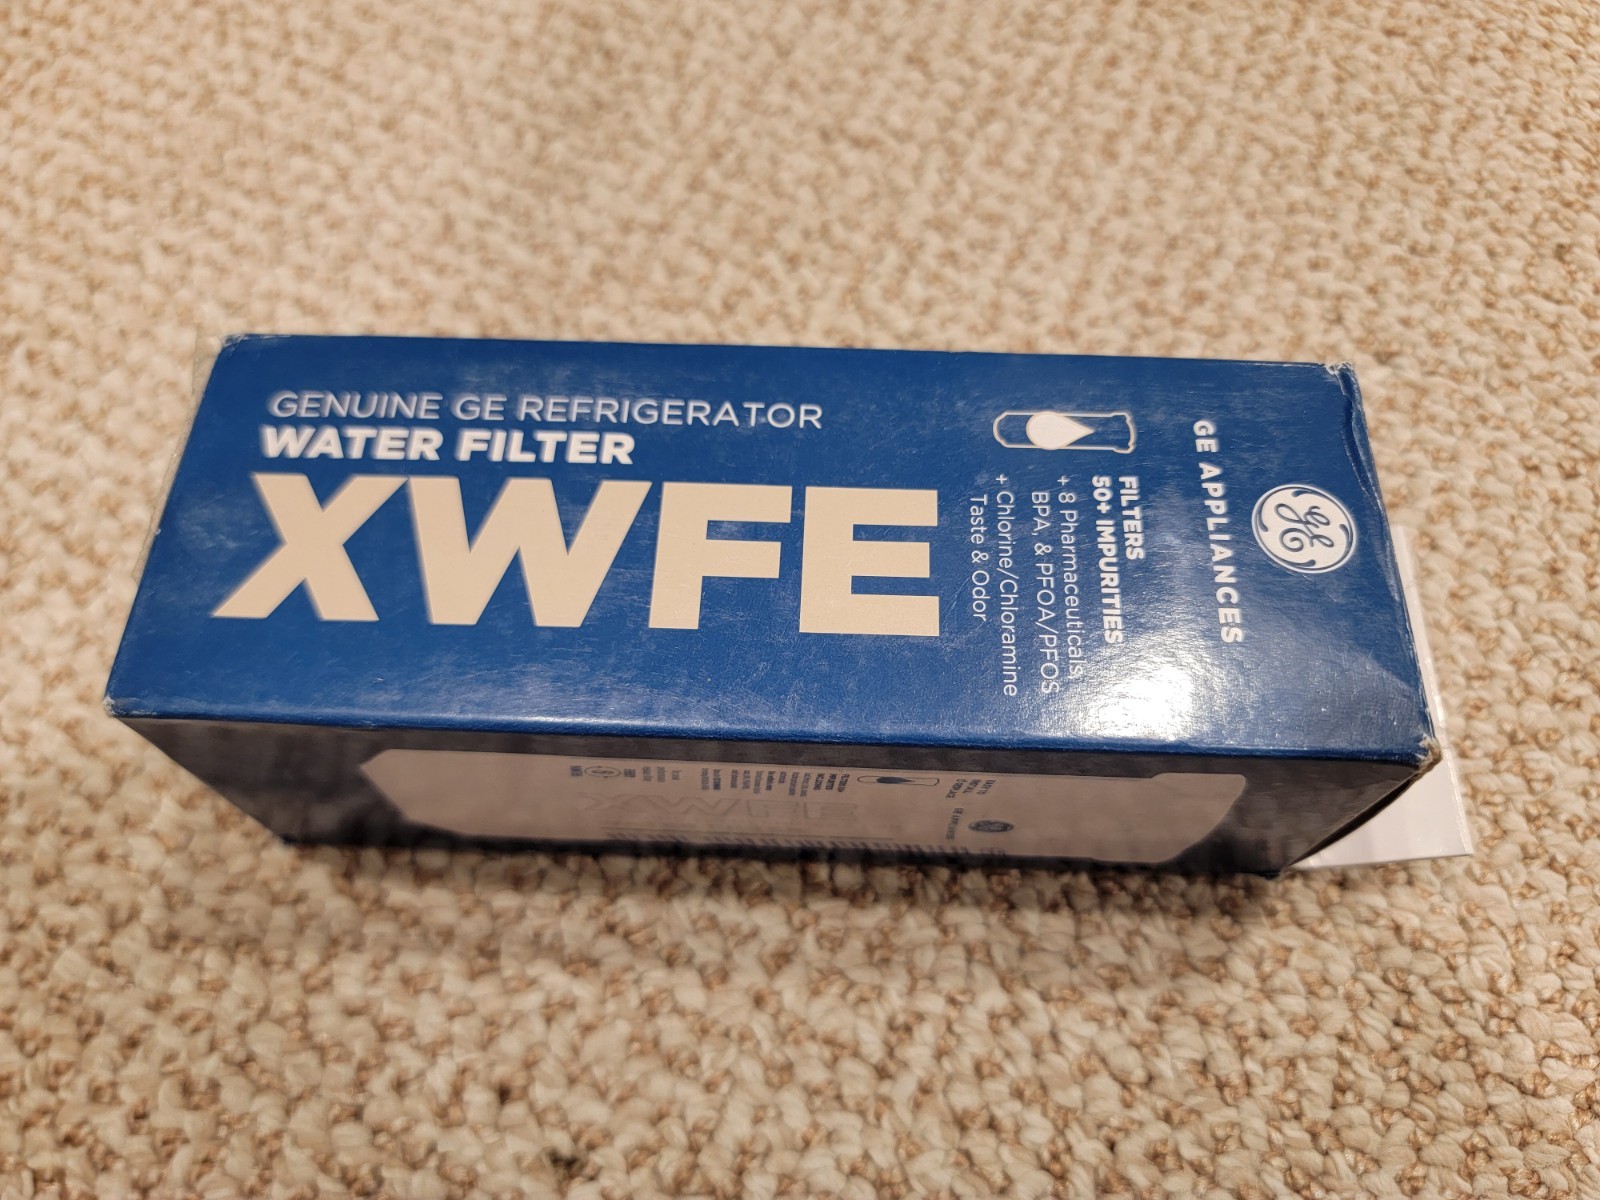 GENUINE GE REFRIGERATOR
WATER FILTER
XWFE
GE APPLIANCES
FILTERS
50+ IMPURITIES
+ 8 Pharmaceuticals,
BPA, & PFOA/PFOS
+ Chlorine/Chloramine
Taste & Odor
GE
XWFE